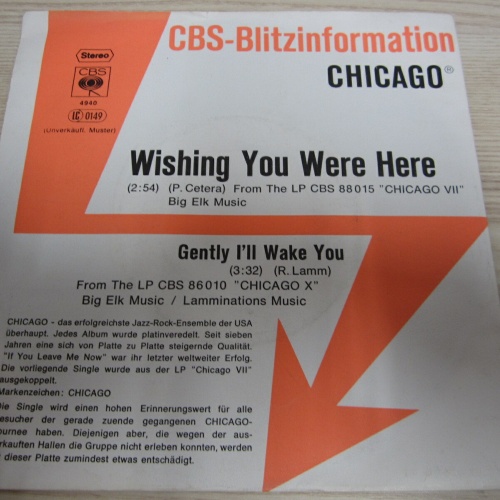 CBS-Blitzinformation
Stereo
CHICAGO®
CBS
4940
LC 0149
(Unverkäufl. Muster)
Wishing You Were Here
(2:54) (P. Cetera) From The LP CBS 88015 "CHICAGO VII"
Big Elk Music
Gently I'll Wake You
(3:32) (R. Lamm)
From The LP CBS 86010 "CHICAGO X"
Big Elk Music / Lamminations Music
CHICAGO - das erfolgreichste Jazz-Rock-Ensemble der USA
überhaupt. Jedes Album wurde platinveredelt. Seit sieben
Jahren eine sich von Platte zu Platte steigernde Qualität.
"If You Leave Me Now" war ihr letzter weltweiter Erfolg.
Die vorliegende Single wurde aus der LP "Chicago VII"
ausgekoppelt.
Markenzeichen: CHICAGO
Die Single wird einen hohen Erinnerungswert für alle
Besucher der gerade zuende gegangenen CHICAGO-
ournee haben. Diejenigen aber, die wegen der aus-
rkauften Hallen die Gruppe nicht erleben konnten, werden
dieser Platte zumindest etwas entschädigt.